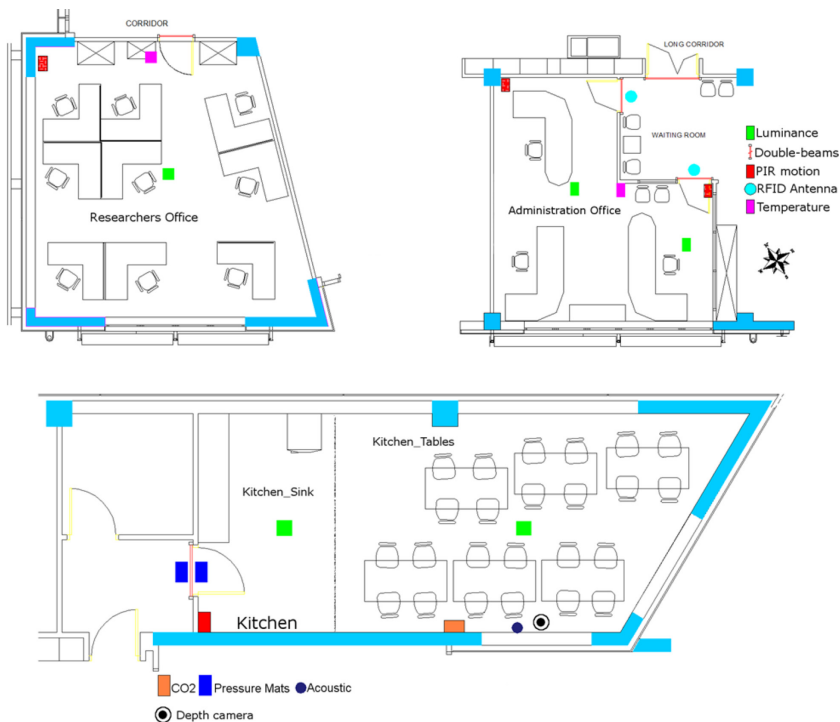 CORRIDOR
LONG CORRIDOR
WAITING ROOM
Luminance
Double-beams
PIR motion
RFID Antenna
Temperature
Researchers Office
Administration Office
Kitchen_Tables
Kitchen_Sink
Kitchen
CO2
Pressure Mats
Acoustic
Depth camera